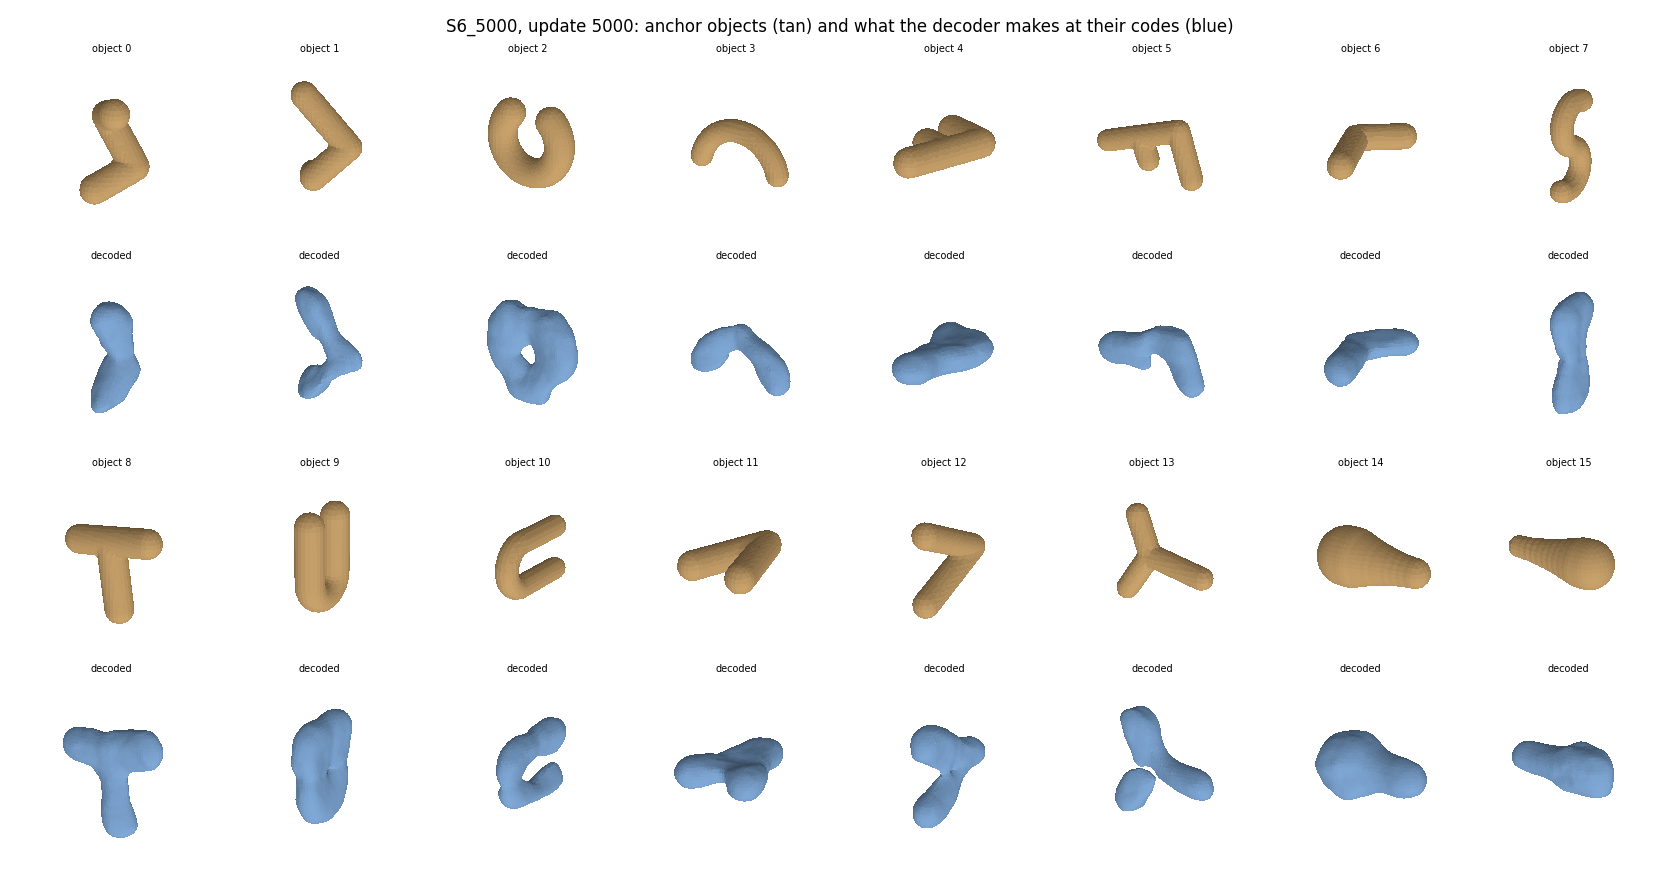 S6_5000, update 5000: anchor objects (tan) and what the decoder makes at their codes (blue)
object 0 object 1 object 2 object 3 object 4 object 5 object 6 object 7
decoded decoded decoded decoded decoded decoded decoded decoded
object 8 object 9 object 10 object 11 object 12 object 13 object 14 object 15
decoded decoded decoded decoded decoded decoded decoded decoded